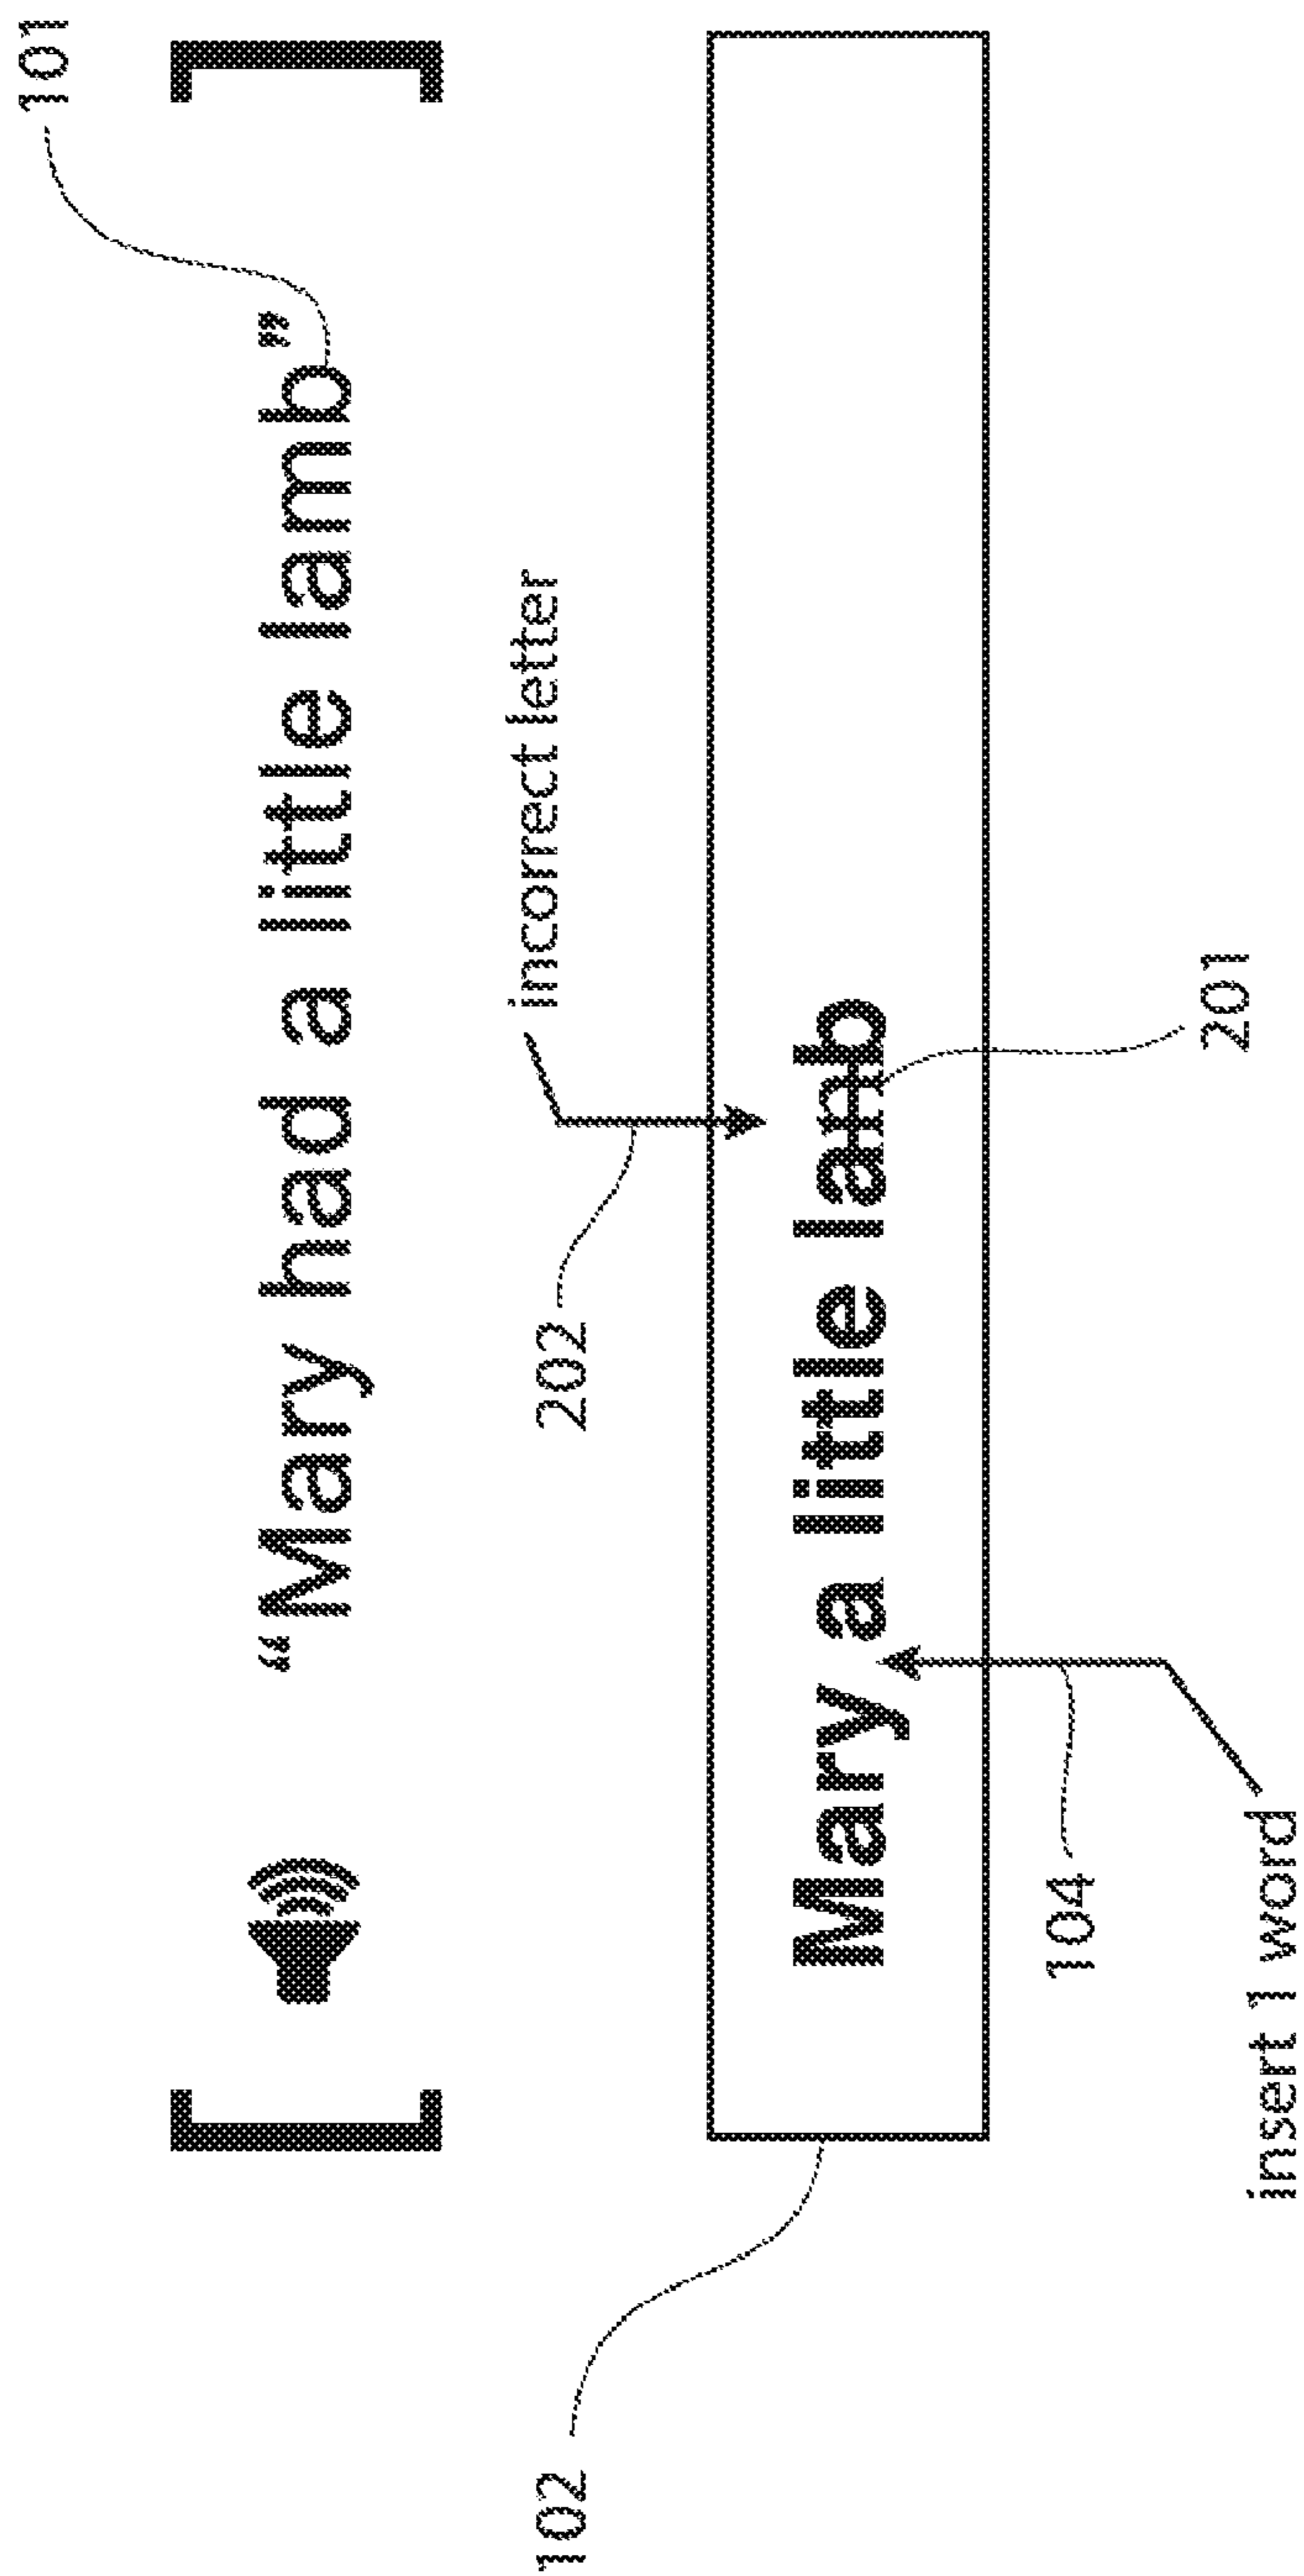 101
[ “Mary had a little lamb” ]
incorrect letter
102
202
Mary a little lanb
104
201
insert 1 word